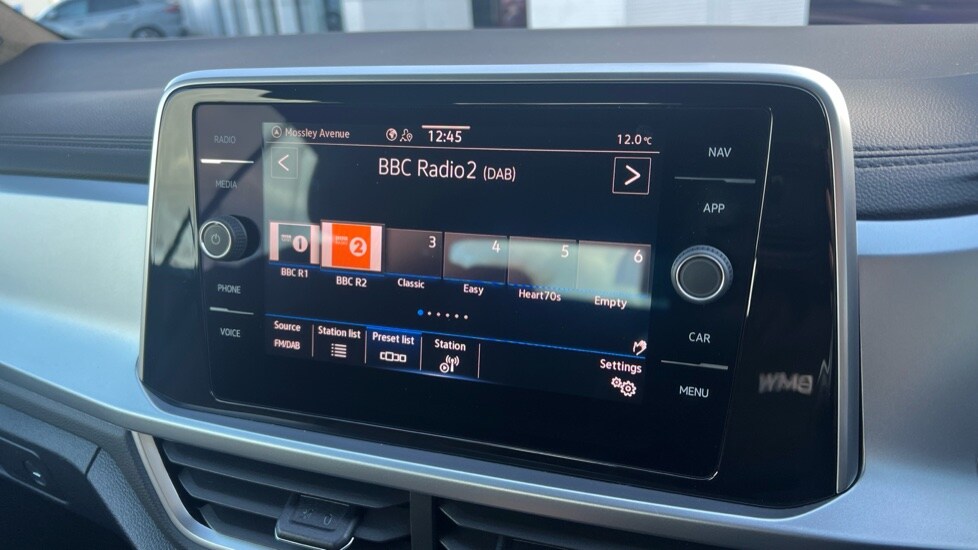 RADIO
MEDIA
PHONE
VOICE
Mossley Avenue
12:45
12.0°C
<
BBC Radio2 (DAB)
>
1
2
3
4
5
6
BBC R1
BBC R2
Classic
Easy
Heart70s
Empty
Source
FM/DAB
Station list
Preset list
Station
Settings
NAV
APP
CAR
MENU